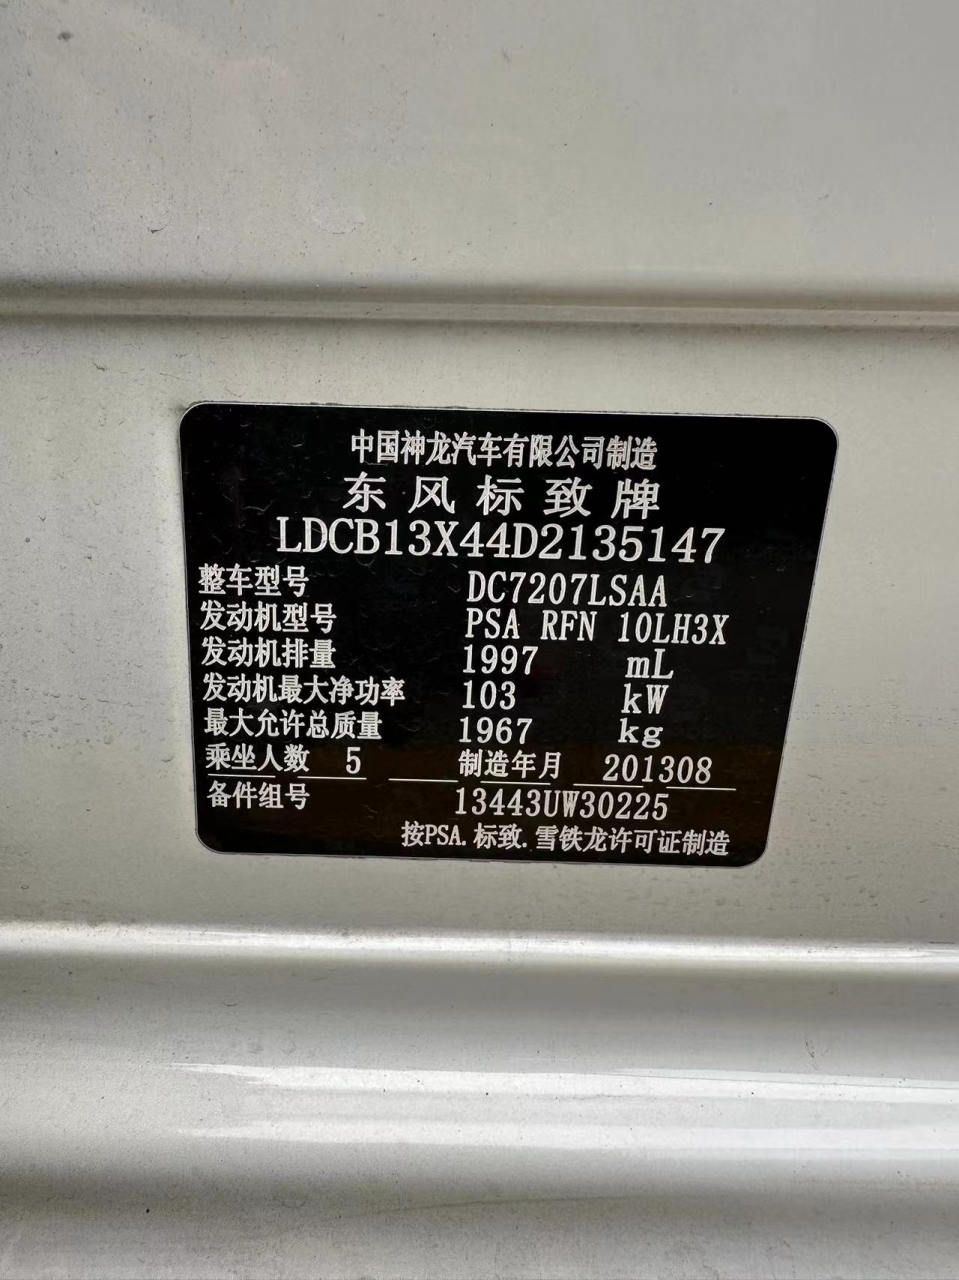 中国神龙汽车有限公司制造
东风标致牌
LDCB13X44D2135147
整车型号 DC7207LSAA
发动机型号 PSA RFN 10LH3X
发动机排量 1997 mL
发动机最大净功率 103 kW
最大允许总质量 1967 kg
乘坐人数 5 制造年月 201308
备件组号 13443UW30225
按PSA.标致.雪铁龙许可证制造